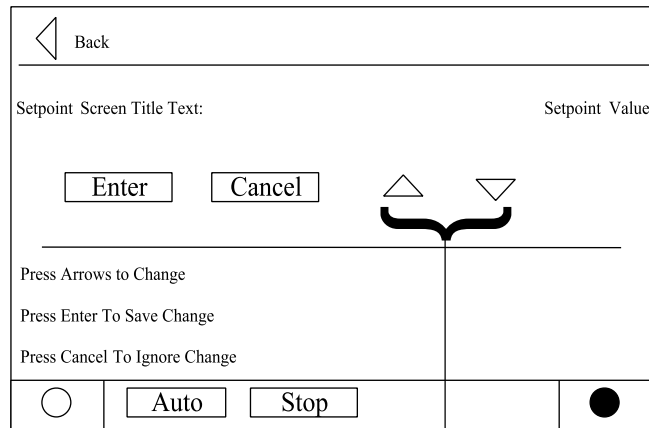 Back
Setpoint Screen Title Text: Setpoint Value
Enter Cancel
Press Arrows to Change
Press Enter To Save Change
Press Cancel To Ignore Change
Auto Stop